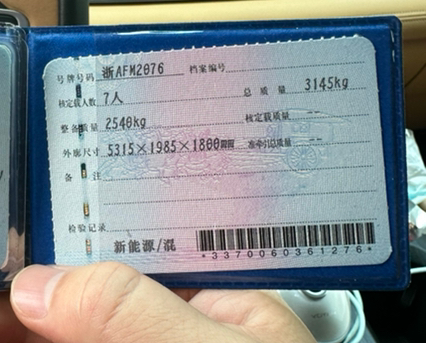 号牌号码 浙AFM2076 档案编号
核定载人数 7人 总质量 3145kg
整备质量 2540kg 核定载质量 --
外廓尺寸 5315×1985×1800mm 准牵引总质量 --
备注
检验记录
新能源/混
*3370060361276*